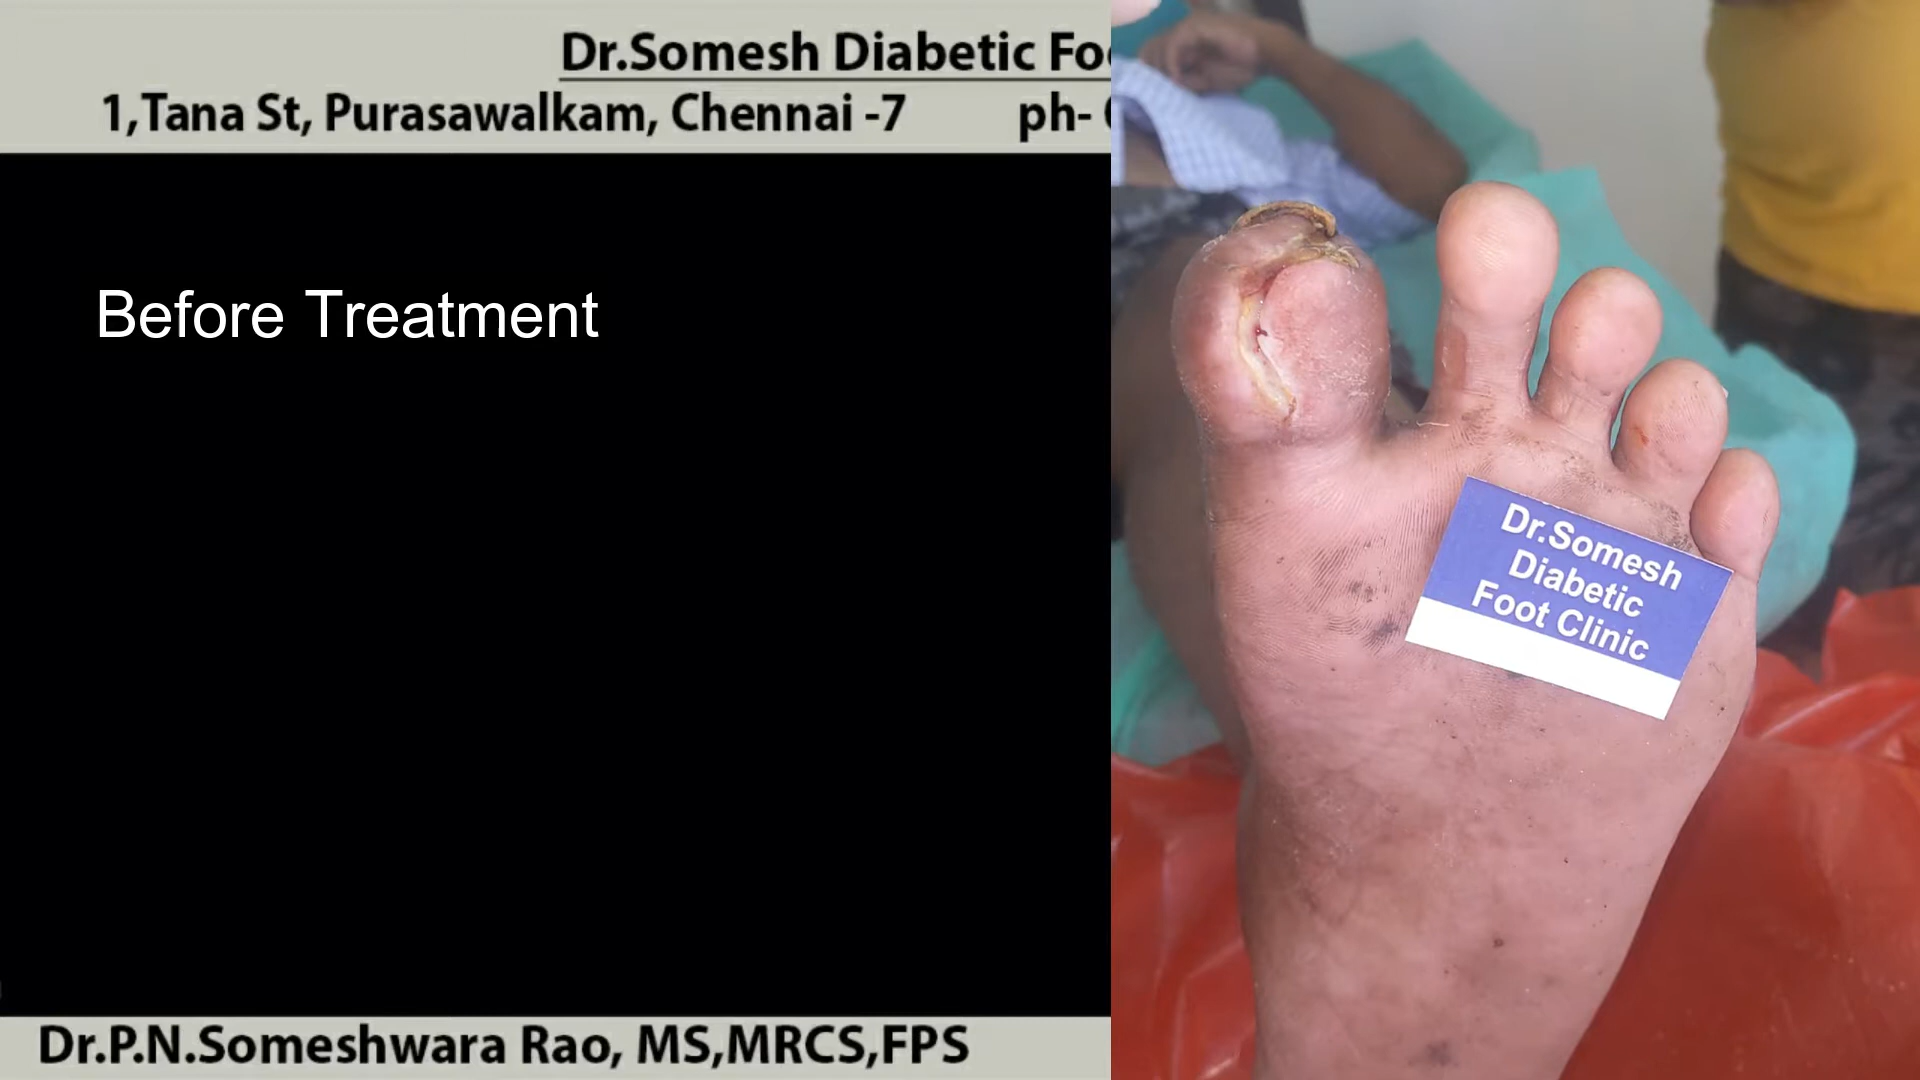 Dr.Somesh Diabetic
1,Tana St, Purasawalkam, Chennai -7 ph-
Before Treatment
Dr.Somesh
Diabetic
Foot Clinic
Dr.P.N.Someshwara Rao, MS,MRCS,FPS